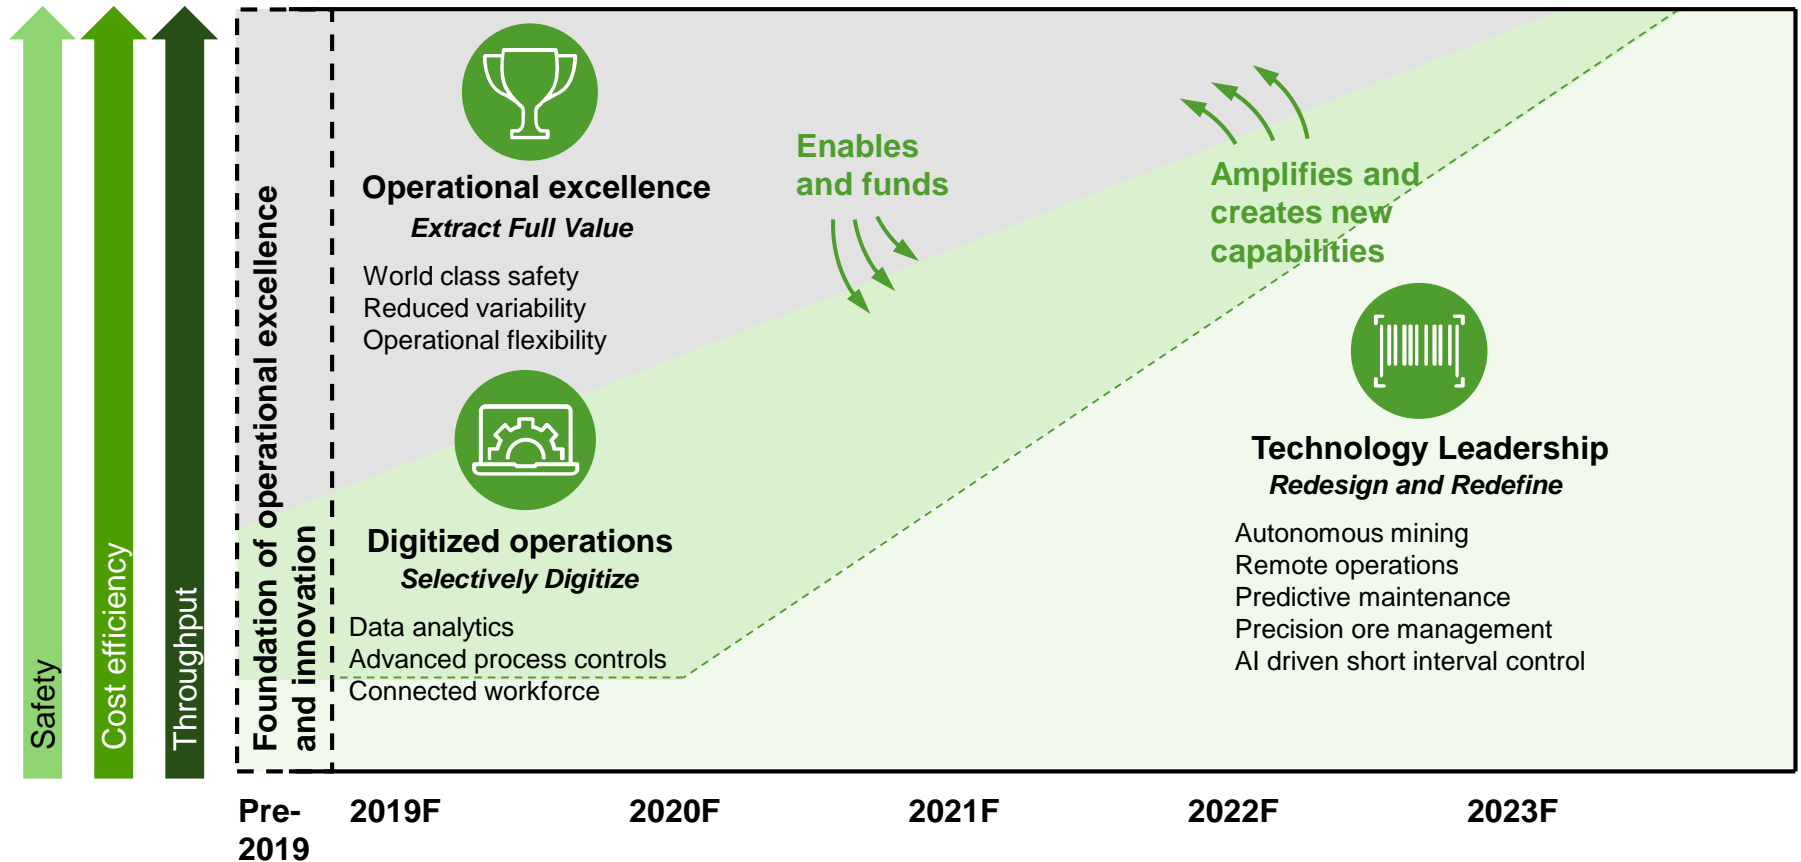 Safety
Cost efficiency
Throughput
Foundation of operational excellence
and innovation
Operational excellence
Extract Full Value
World class safety
Reduced variability
Operational flexibility
Digitized operations
Selectively Digitize
Data analytics
Advanced process controls
Connected workforce
Enables
and funds
Amplifies and
creates new
capabilities
Technology Leadership
Redesign and Redefine
Autonomous mining
Remote operations
Predictive maintenance
Precision ore management
AI driven short interval control
Pre-
2019
2019F
2020F
2021F
2022F
2023F